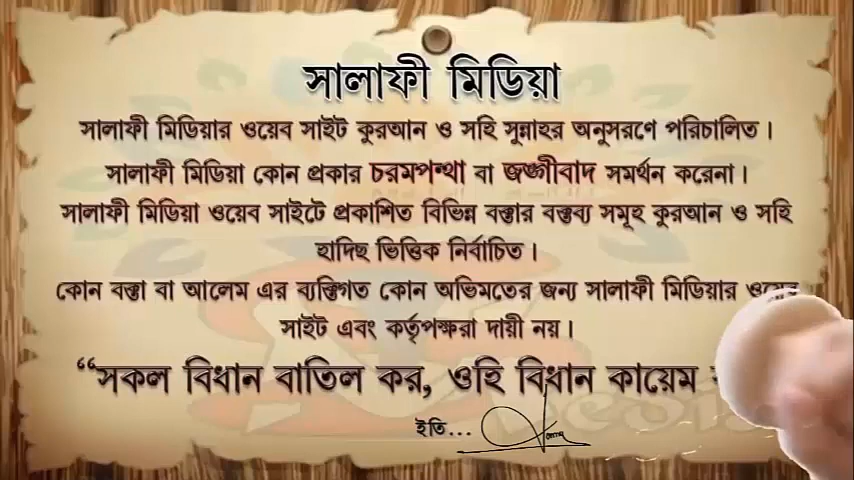 সালাফী মিডিয়া
সালাফী মিডিয়ার ওয়েব সাইট কুরআন ও সহি সুন্নাহর অনুসরণে পরিচালিত।
সালাফী মিডিয়া কোন প্রকার চরমপন্থা বা জঙ্গীবাদ সমর্থন করেনা।
সালাফী মিডিয়া ওয়েব সাইটে প্রকাশিত বিভিন্ন বক্তার বক্তব্য সমূহ কুরআন ও সহি
হাদিছ ভিত্তিক নির্বাচিত।
কোন বক্তা বা আলেম এর ব্যক্তিগত কোন অভিমতের জন্য সালাফী মিডিয়ার ওয়েব
সাইট এবং কর্তৃপক্ষরা দায়ী নয়।
“সকল বিধান বাতিল কর, ওহি বিধান কায়েম
ইতি...